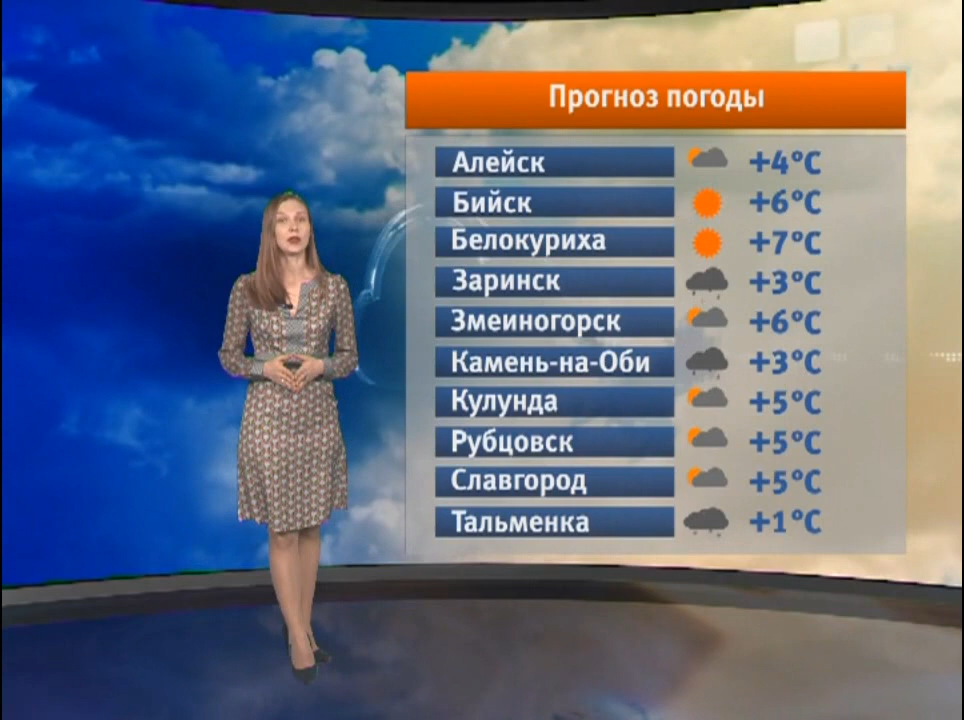 Прогноз погоды
Алейск +4°C
Бийск +6°C
Белокуриха +7°C
Заринск +3°C
Змеиногорск +6°C
Камень-на-Оби +3°C
Кулунда +5°C
Рубцовск +5°C
Славгород +5°C
Тальменка +1°C